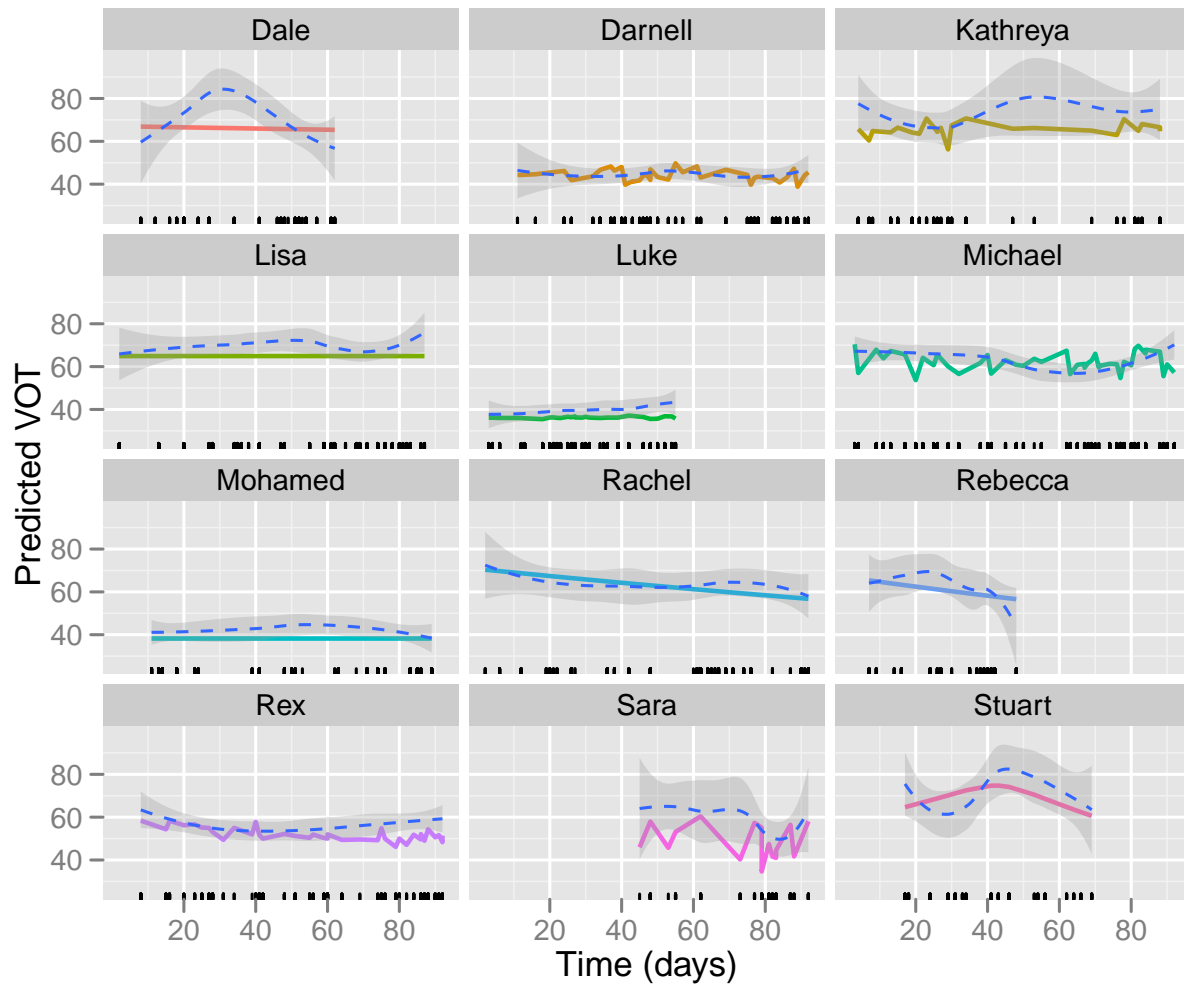 Dale Darnell Kathreya
80
60
40
Lisa Luke Michael
80
60
40
Predicted VOT
Mohamed Rachel Rebecca
80
60
40
Rex Sara Stuart
80
60
40
20 40 60 80 20 40 60 80 20 40 60 80
Time (days)